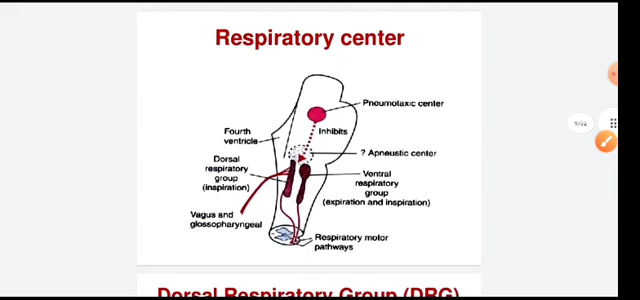 Respiratory center
Pneumotaxic center
Fourth
ventricle
Inhibits
? Apneustic center
Dorsal
respiratory
group
(inspiration)
Ventral
respiratory
group
(expiration and inspiration)
Vagus and
glossopharyngeal
Respiratory motor
pathways
Dorsal Respiratory Group (DRG)